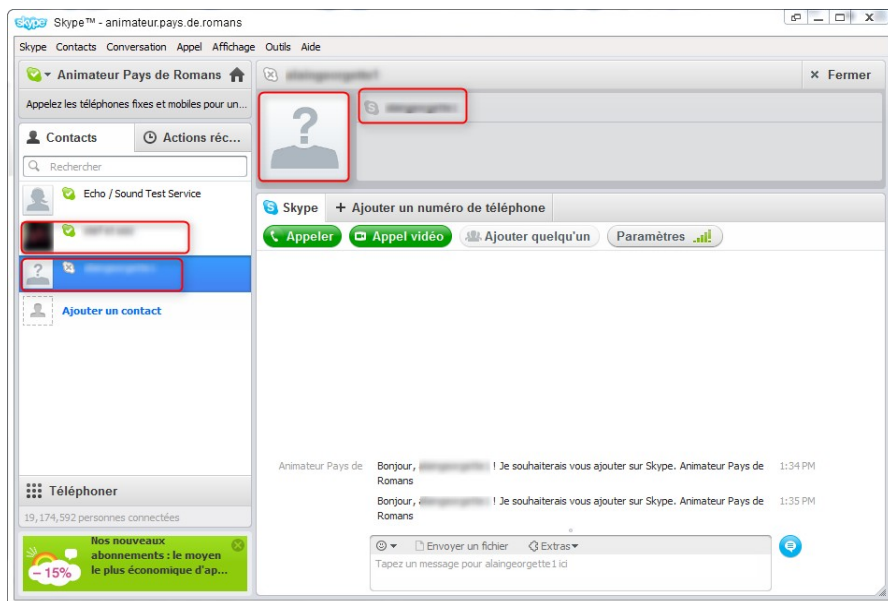 Skype™ - animateur.pays.de.romans
Skype Contacts Conversation Appel Affichage Outils Aide
Animateur Pays de Romans
Appelez les téléphones fixes et mobiles pour un...
Contacts
Actions réc...
Rechercher
Echo / Sound Test Service
Ajouter un contact
Téléphoner
19,174,592 personnes connectées
Nos nouveaux
abonnements : le moyen
le plus économique d'ap...
-15%
× Fermer
Skype
+ Ajouter un numéro de téléphone
Appeler
Appel vidéo
Ajouter quelqu'un
Paramètres
Animateur Pays de
Bonjour, ! Je souhaiterais vous ajouter sur Skype. Animateur Pays de
Romans
1:34 PM
Bonjour, ! Je souhaiterais vous ajouter sur Skype. Animateur Pays de
Romans
1:35 PM
Envoyer un fichier
Extras
Tapez un message pour alaingeorgette1 ici